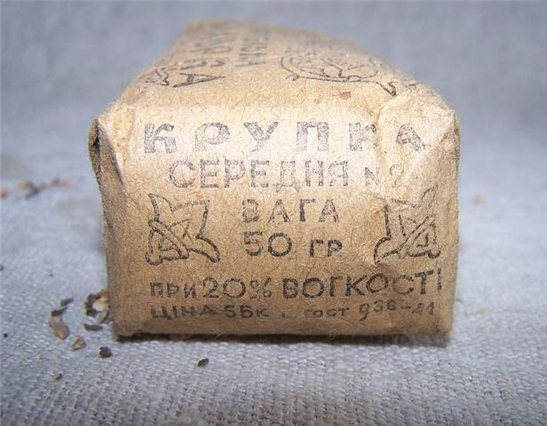 КРУПКА
СЕРЕДНЯ №2
ВАГА
50 ГР
ПРИ 20% ВОГКОСТІ
ЦІНА 55К. ГОСТ 938-41